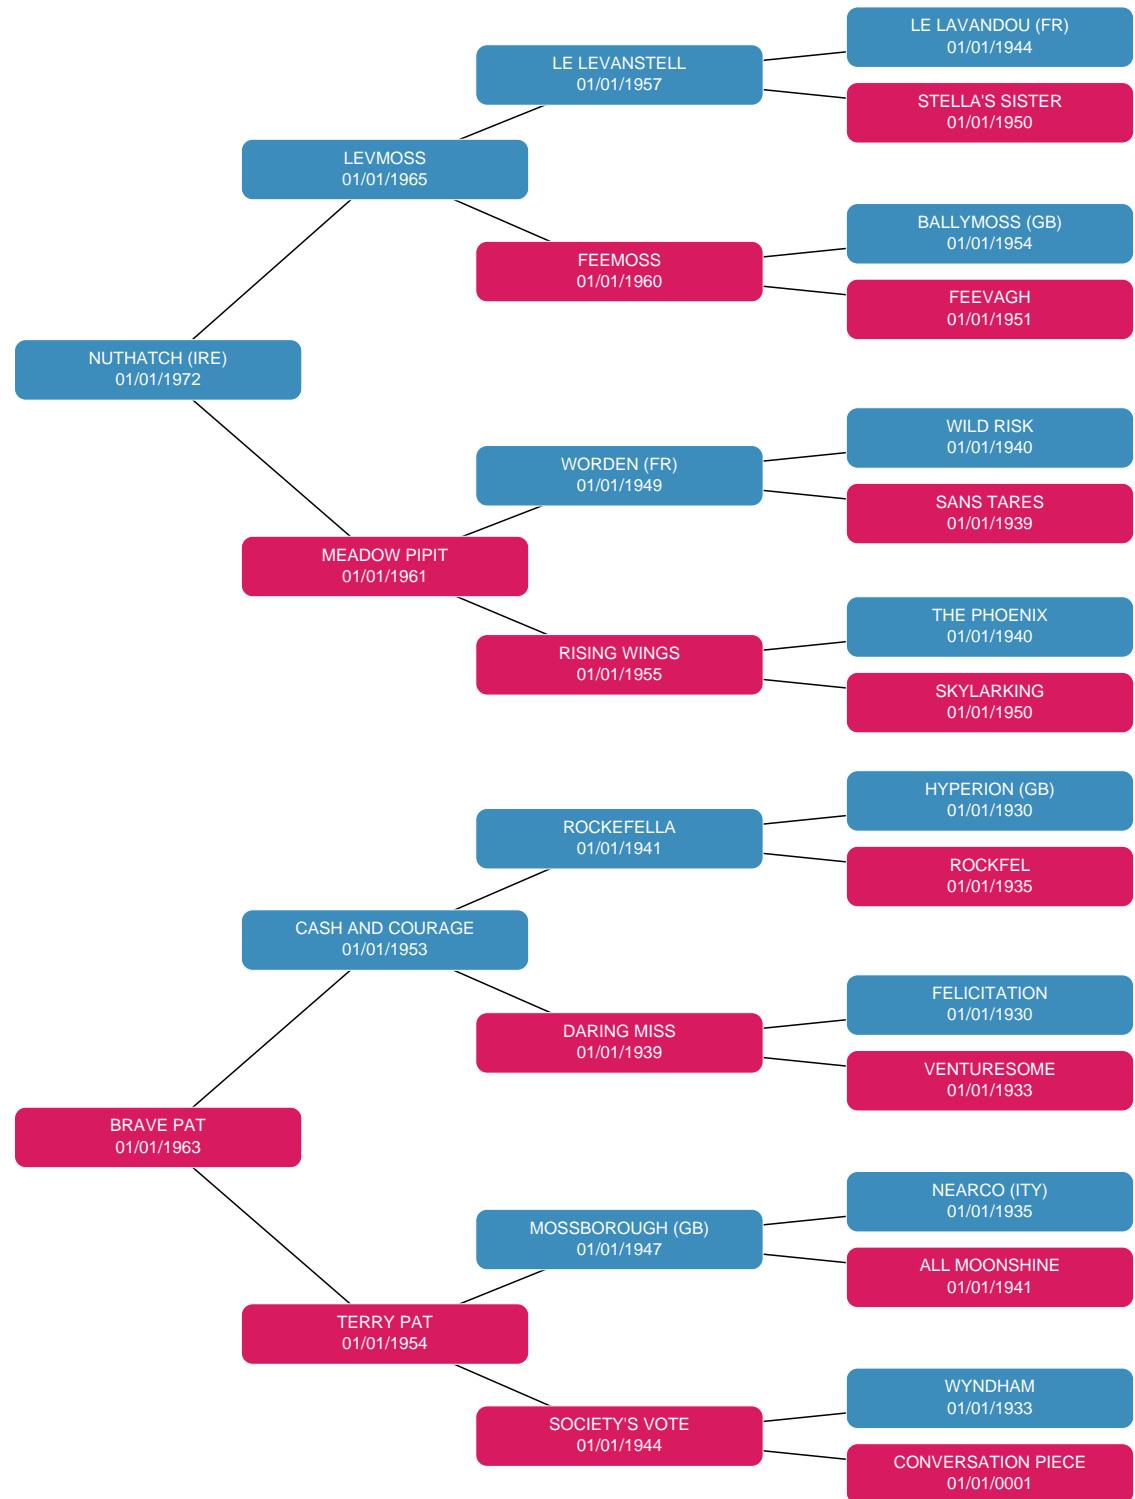 LE LAVANDOU (FR)
01/01/1944
LE LEVANSTELL
01/01/1957
STELLA'S SISTER
01/01/1950
LEVMOSS
01/01/1965
BALLYMOSS (GB)
01/01/1954
FEEMOSS
01/01/1960
FEEVAGH
01/01/1951
NUTHATCH (IRE)
01/01/1972
WILD RISK
01/01/1940
WORDEN (FR)
01/01/1949
SANS TARES
01/01/1939
MEADOW PIPIT
01/01/1961
THE PHOENIX
01/01/1940
RISING WINGS
01/01/1955
SKYLARKING
01/01/1950
HYPERION (GB)
01/01/1930
ROCKEFELLA
01/01/1941
ROCKFEL
01/01/1935
CASH AND COURAGE
01/01/1953
FELICITATION
01/01/1930
DARING MISS
01/01/1939
VENTURESOME
01/01/1933
BRAVE PAT
01/01/1963
NEARCO (ITY)
01/01/1935
MOSSBOROUGH (GB)
01/01/1947
ALL MOONSHINE
01/01/1941
TERRY PAT
01/01/1954
WYNDHAM
01/01/1933
SOCIETY'S VOTE
01/01/1944
CONVERSATION PIECE
01/01/0001